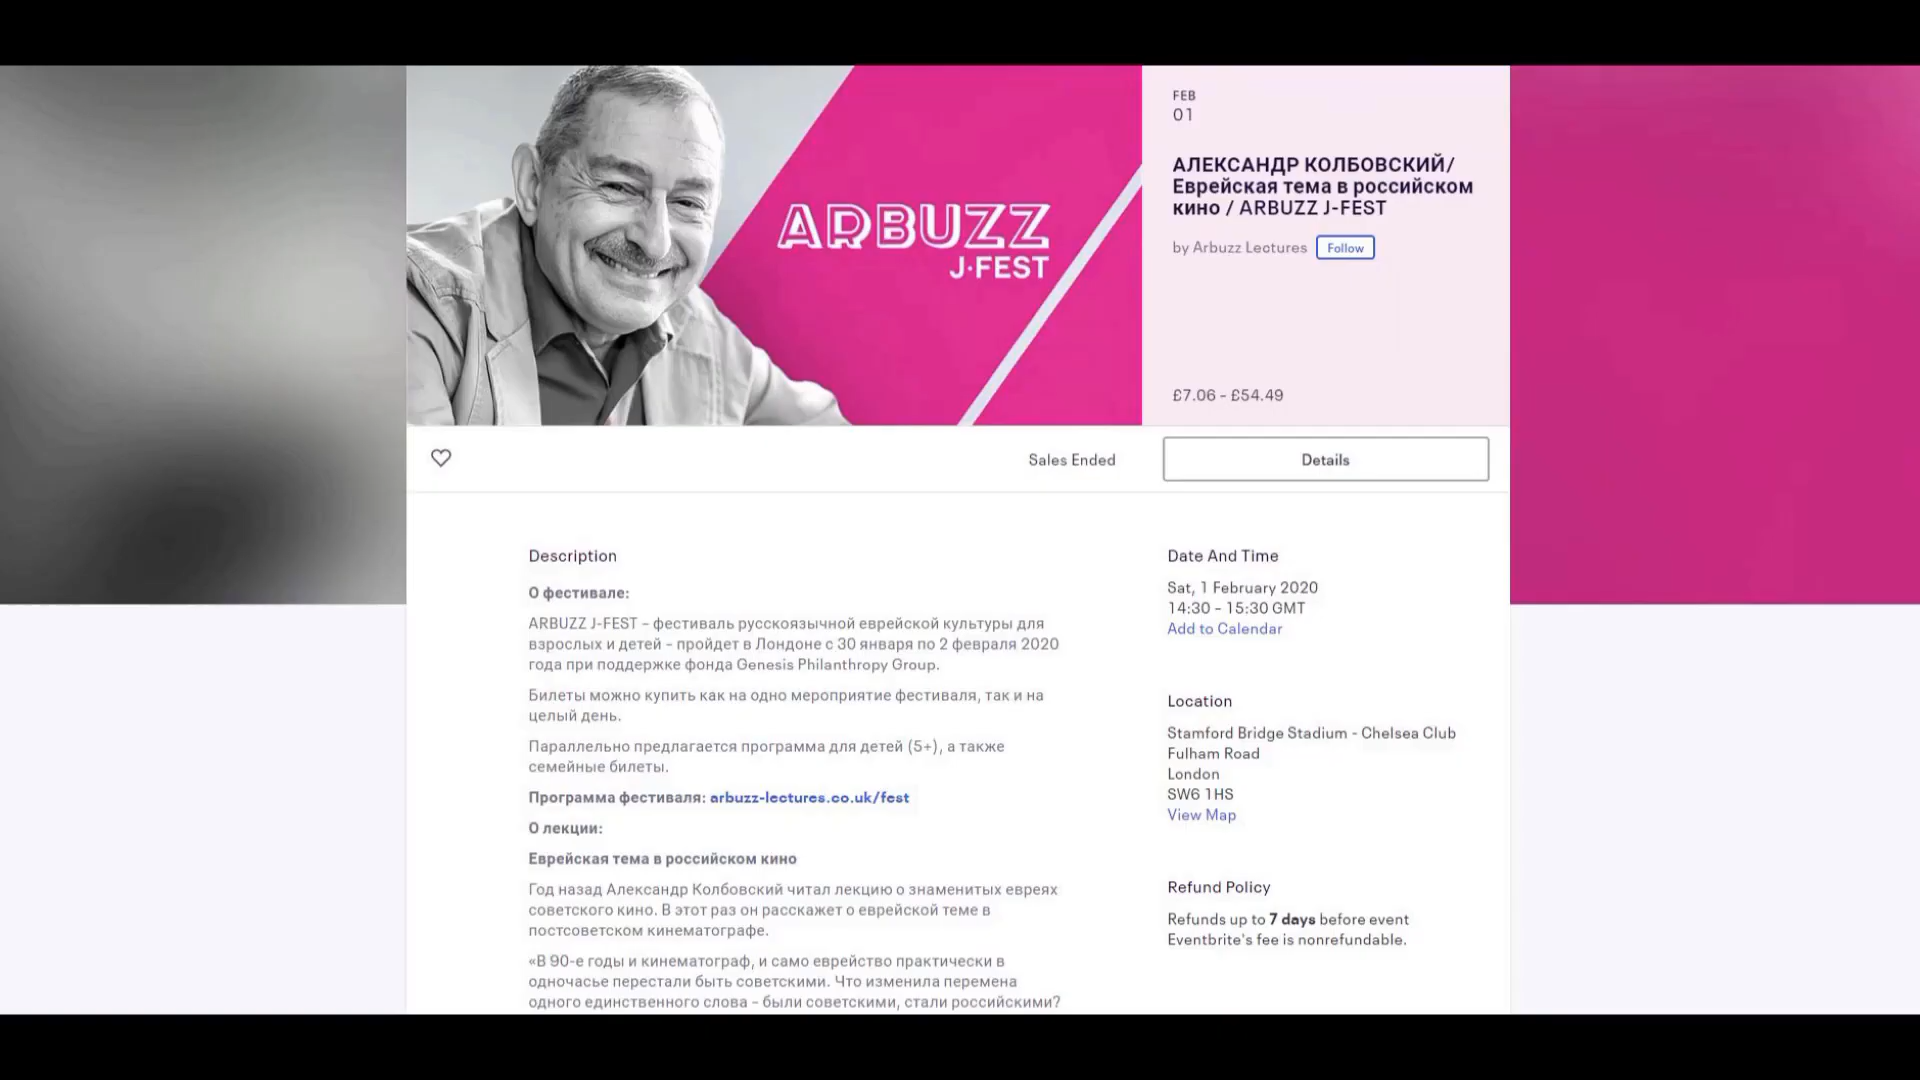 ARBUZZ
J·FEST
FEB
01
АЛЕКСАНДР КОЛБОВСКИЙ/
Еврейская тема в российском
кино / ARBUZZ J-FEST
by Arbuzz Lectures Follow
£7.06 – £54.49
Sales Ended
Details
Description
О фестивале:
ARBUZZ J-FEST – фестиваль русскоязычной еврейской культуры для
взрослых и детей – пройдет в Лондоне с 30 января по 2 февраля 2020
года при поддержке фонда Genesis Philanthropy Group.
Билеты можно купить как на одно мероприятие фестиваля, так и на
целый день.
Параллельно предлагается программа для детей (5+), а также
семейные билеты.
Программа фестиваля: arbuzz-lectures.co.uk/fest
О лекции:
Еврейская тема в российском кино
Год назад Александр Колбовский читал лекцию о знаменитых евреях
советского кино. В этот раз он расскажет о еврейской теме в
постсоветском кинематографе.
«В 90-е годы и кинематограф, и само еврейство практически в
одночасье перестали быть советскими. Что изменила перемена
одного единственного слова – были советскими, стали российскими?
Date And Time
Sat, 1 February 2020
14:30 – 15:30 GMT
Add to Calendar
Location
Stamford Bridge Stadium - Chelsea Club
Fulham Road
London
SW6 1HS
View Map
Refund Policy
Refunds up to 7 days before event
Eventbrite's fee is nonrefundable.